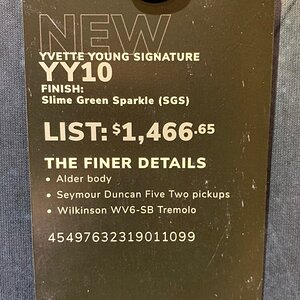 NEW
YVETTE YOUNG SIGNATURE
YY10
FINISH:
Slime Green Sparkle (SGS)
LIST: $1,466.65
THE FINER DETAILS
• Alder body
• Seymour Duncan Five Two pickups
• Wilkinson WV6-SB Tremolo
45497632319011099